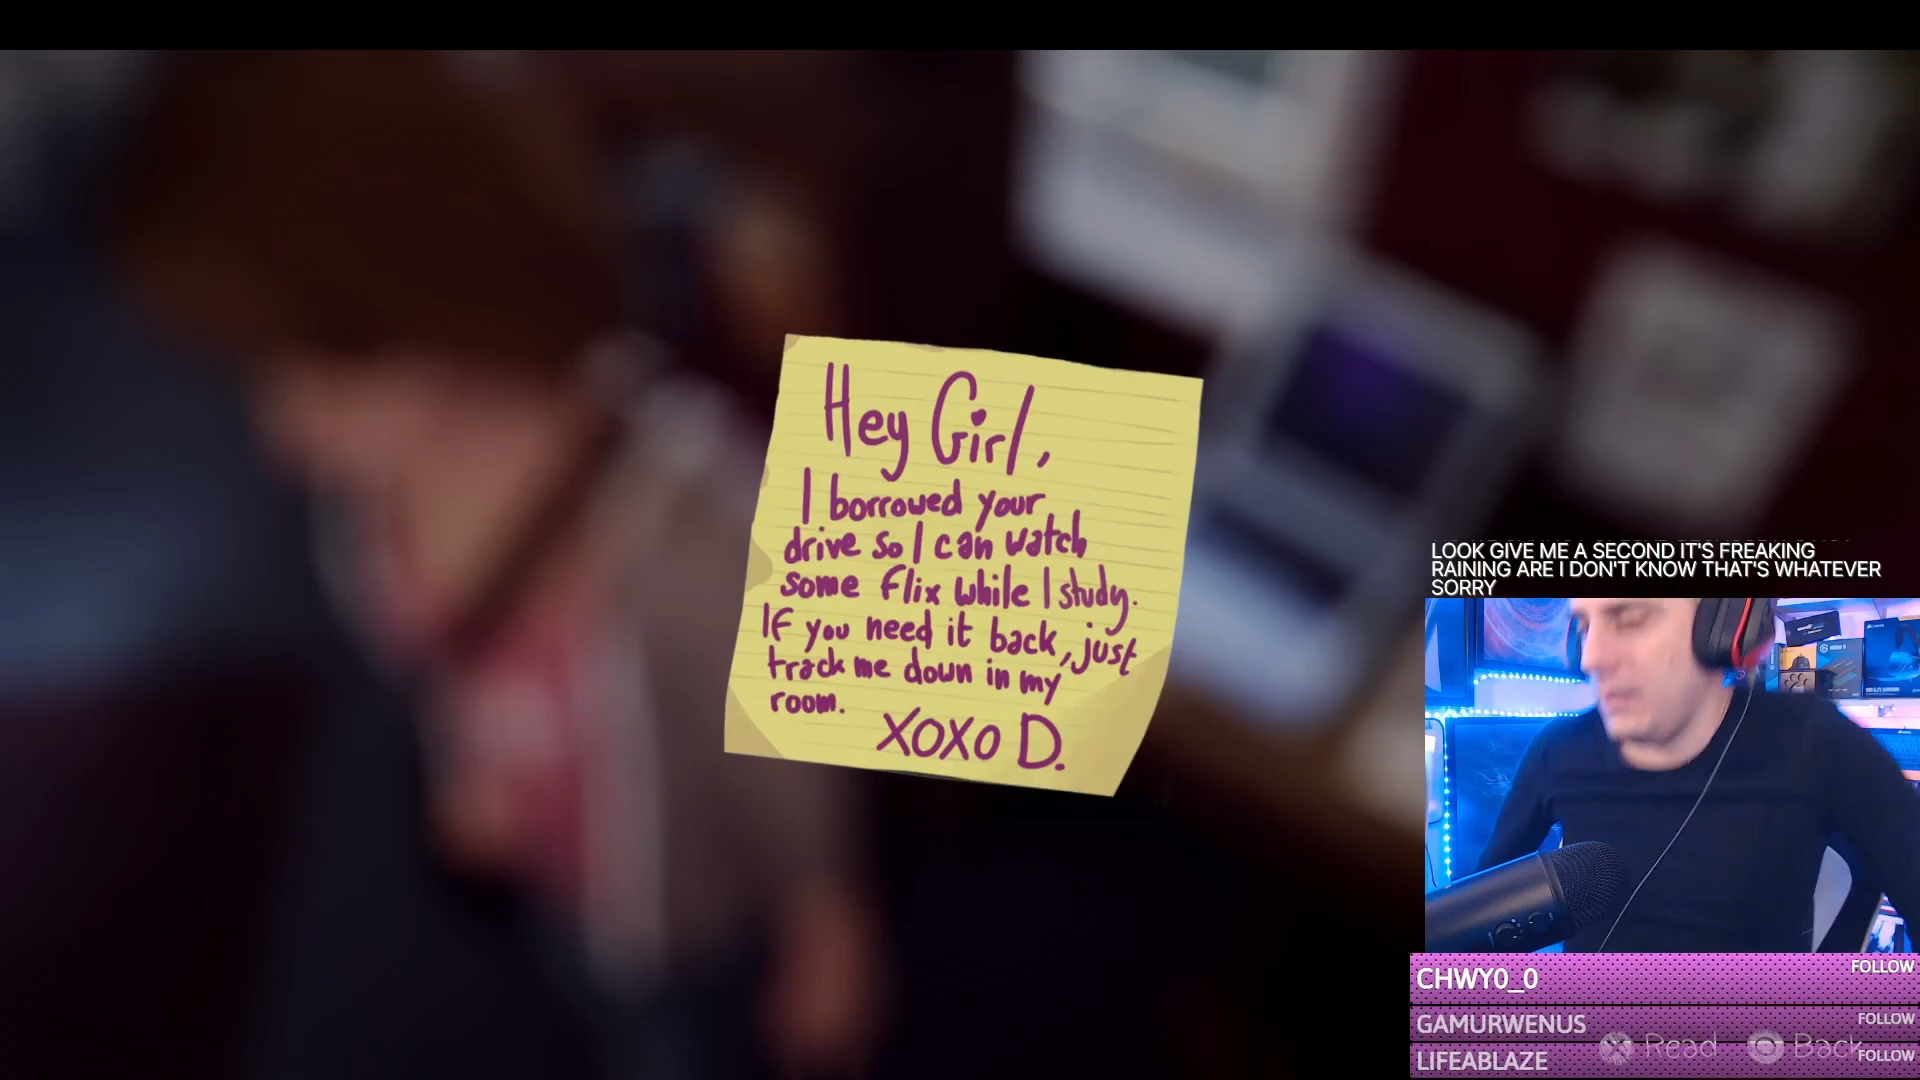 Hey Girl,
I borrowed your
drive so I can watch
some flix while I study.
If you need it back, just
track me down in my
room.
XOXO D.
LOOK GIVE ME A SECOND IT'S FREAKING
RAINING ARE I DON'T KNOW THAT'S WHATEVER
SORRY
CHWY0_0 FOLLOW
GAMURWENUS FOLLOW
Read Back
LIFEABLAZE FOLLOW